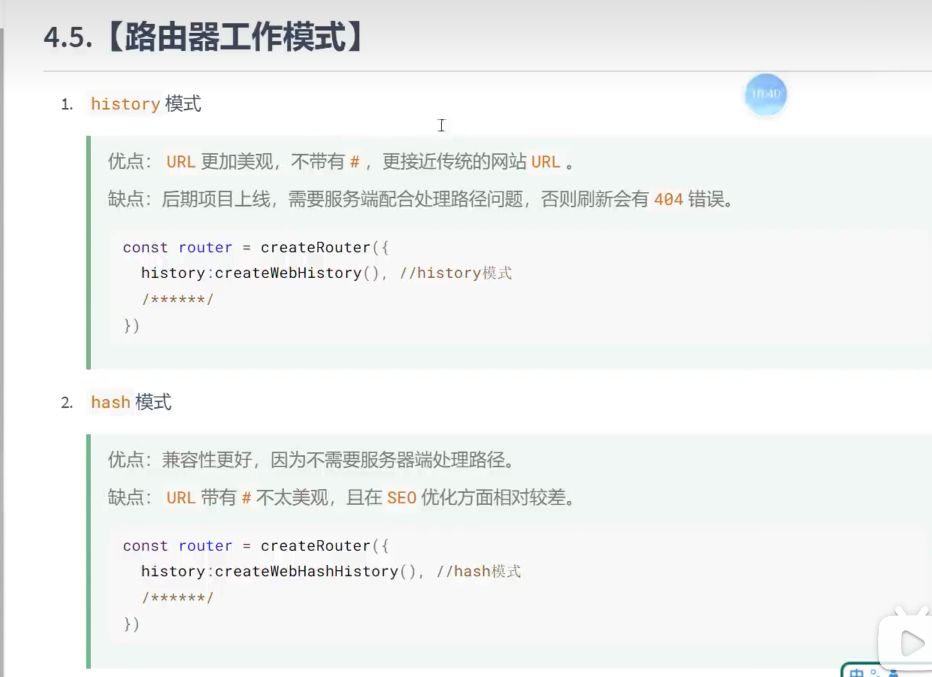 4.5.【路由器工作模式】
1. history 模式
10:40
优点： URL 更加美观，不带有 # ，更接近传统的网站 URL 。
缺点：后期项目上线，需要服务端配合处理路径问题，否则刷新会有 404 错误。
const router = createRouter({
history:createWebHistory(), //history模式
/******/
})
2. hash 模式
优点：兼容性更好，因为不需要服务器端处理路径。
缺点： URL 带有 # 不太美观，且在 SEO 优化方面相对较差。
const router = createRouter({
history:createWebHashHistory(), //hash模式
/******/
})
中